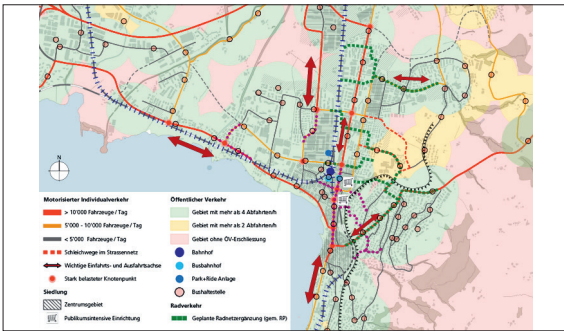 N
Motorisierter Individualverkehr
> 10'000 Fahrzeuge / Tag
5'000 - 10'000 Fahrzeuge / Tag
< 5'000 Fahrzeuge / Tag
Schleichwege im Strassennetz
Wichtige Einfahrts- und Ausfahrtsachse
Stark belasteter Knotenpunkt
Siedlung
Zentrumsgebiet
Publikumsintensive Einrichtung
Öffentlicher Verkehr
Gebiet mit mehr als 4 Abfahrten/h
Gebiet mit mehr als 2 Abfahrten/h
Gebiet ohne ÖV-Erschliessung
Bahnhof
Busbahnhof
Park+Ride Anlage
Bushaltestelle
Radverkehr
Geplante Radnetzergänzung (gem. RP)